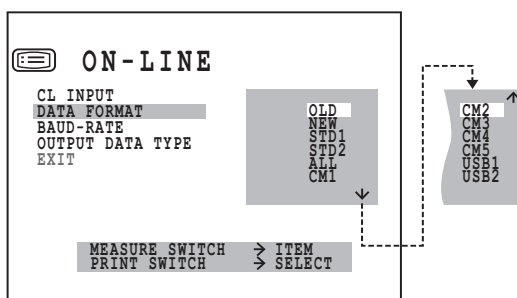 ON-LINE
CL INPUT
DATA FORMAT
BAUD-RATE
OUTPUT DATA TYPE
EXIT
OLD
NEW
STD1
STD2
ALL
CM1
CM2
CM3
CM4
CM5
USB1
USB2
MEASURE SWITCH → ITEM
PRINT SWITCH → SELECT